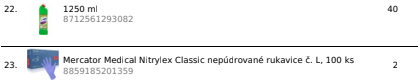 22. 1250 ml 40
8712561293082
23. Mercator Medical Nitrylex Classic nepúdrované rukavice č. L, 100 ks 2
8859185201359